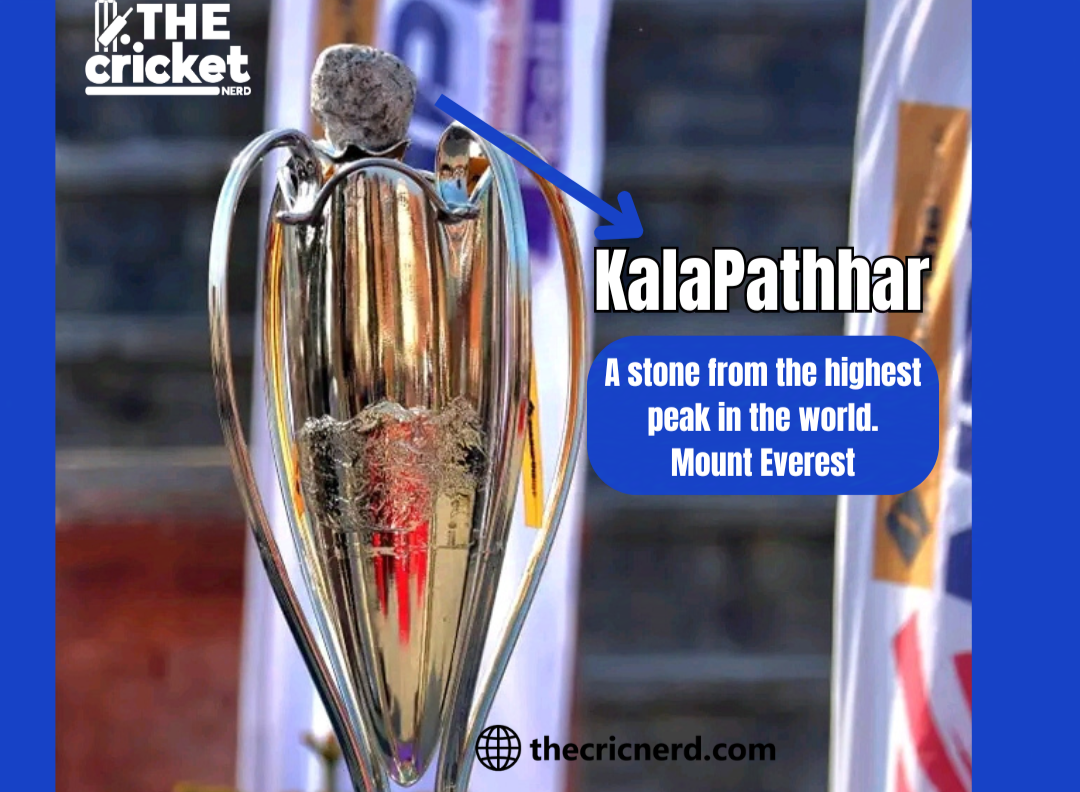 THE
cricket
NERD
KalaPathhar
A stone from the highest
peak in the world.
Mount Everest
thecricnerd.com